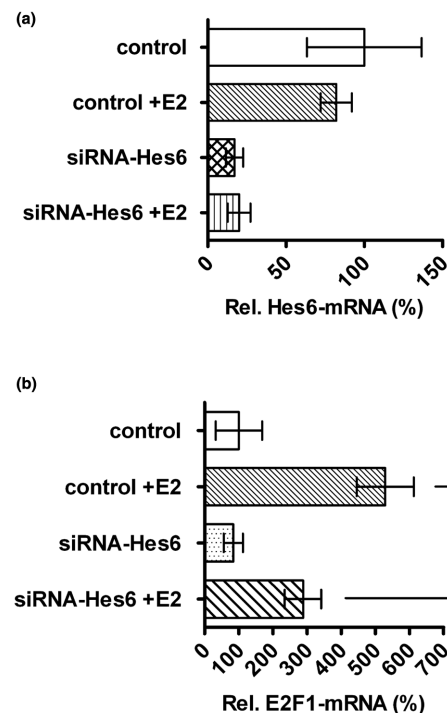 (a)
control
control +E2
siRNA-Hes6
siRNA-Hes6 +E2
0 50 100 150
Rel. Hes6-mRNA (%)
(b)
control
control +E2
siRNA-Hes6
siRNA-Hes6 +E2
0 100 200 300 400 500 600 700
Rel. E2F1-mRNA (%)